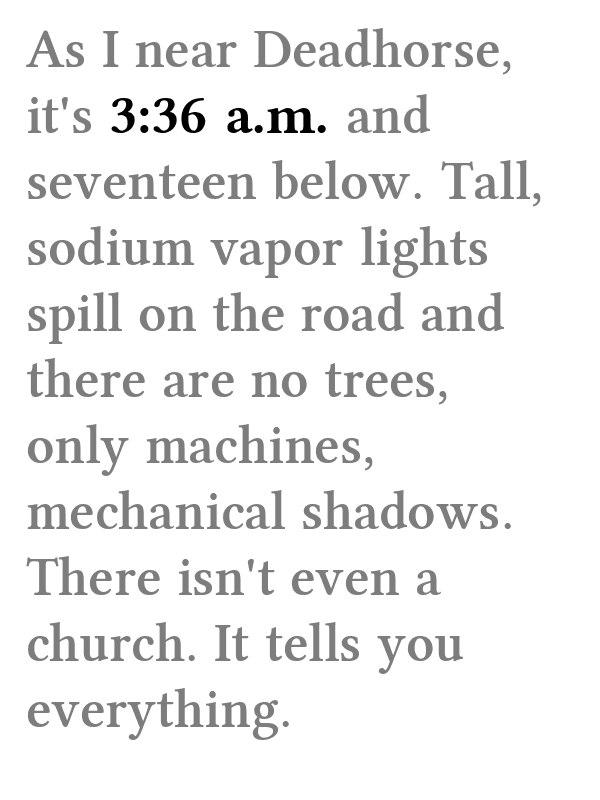 As I near Deadhorse,
it's 3:36 a.m. and
seventeen below. Tall,
sodium vapor lights
spill on the road and
there are no trees,
only machines,
mechanical shadows.
There isn't even a
church. It tells you
everything.